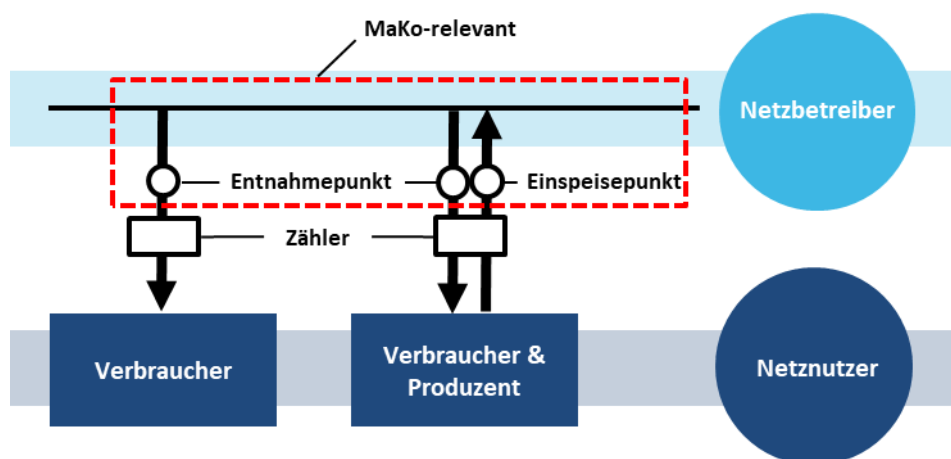 MaKo-relevant
Netzbetreiber
Entnahmepunkt
Einspeisepunkt
Zähler
Verbraucher
Verbraucher &
Produzent
Netznutzer